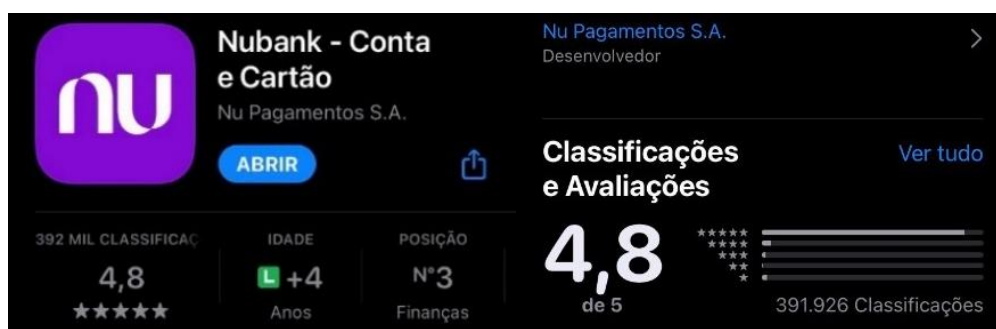 nu
Nubank - Conta
e Cartão
Nu Pagamentos S.A.
ABRIR
392 MIL CLASSIFICAÇ
4,8
★★★★★
IDADE
L +4
Anos
POSIÇÃO
N°3
Finanças
Nu Pagamentos S.A.
Desenvolvedor
Classificações
e Avaliações
Ver tudo
4,8
de 5
391.926 Classificações